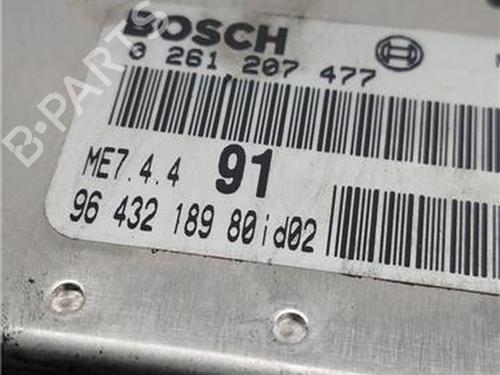 BOSCH
0 261 207 477
ME7.4.4 91
96 432 189 80id02
B-PARTS